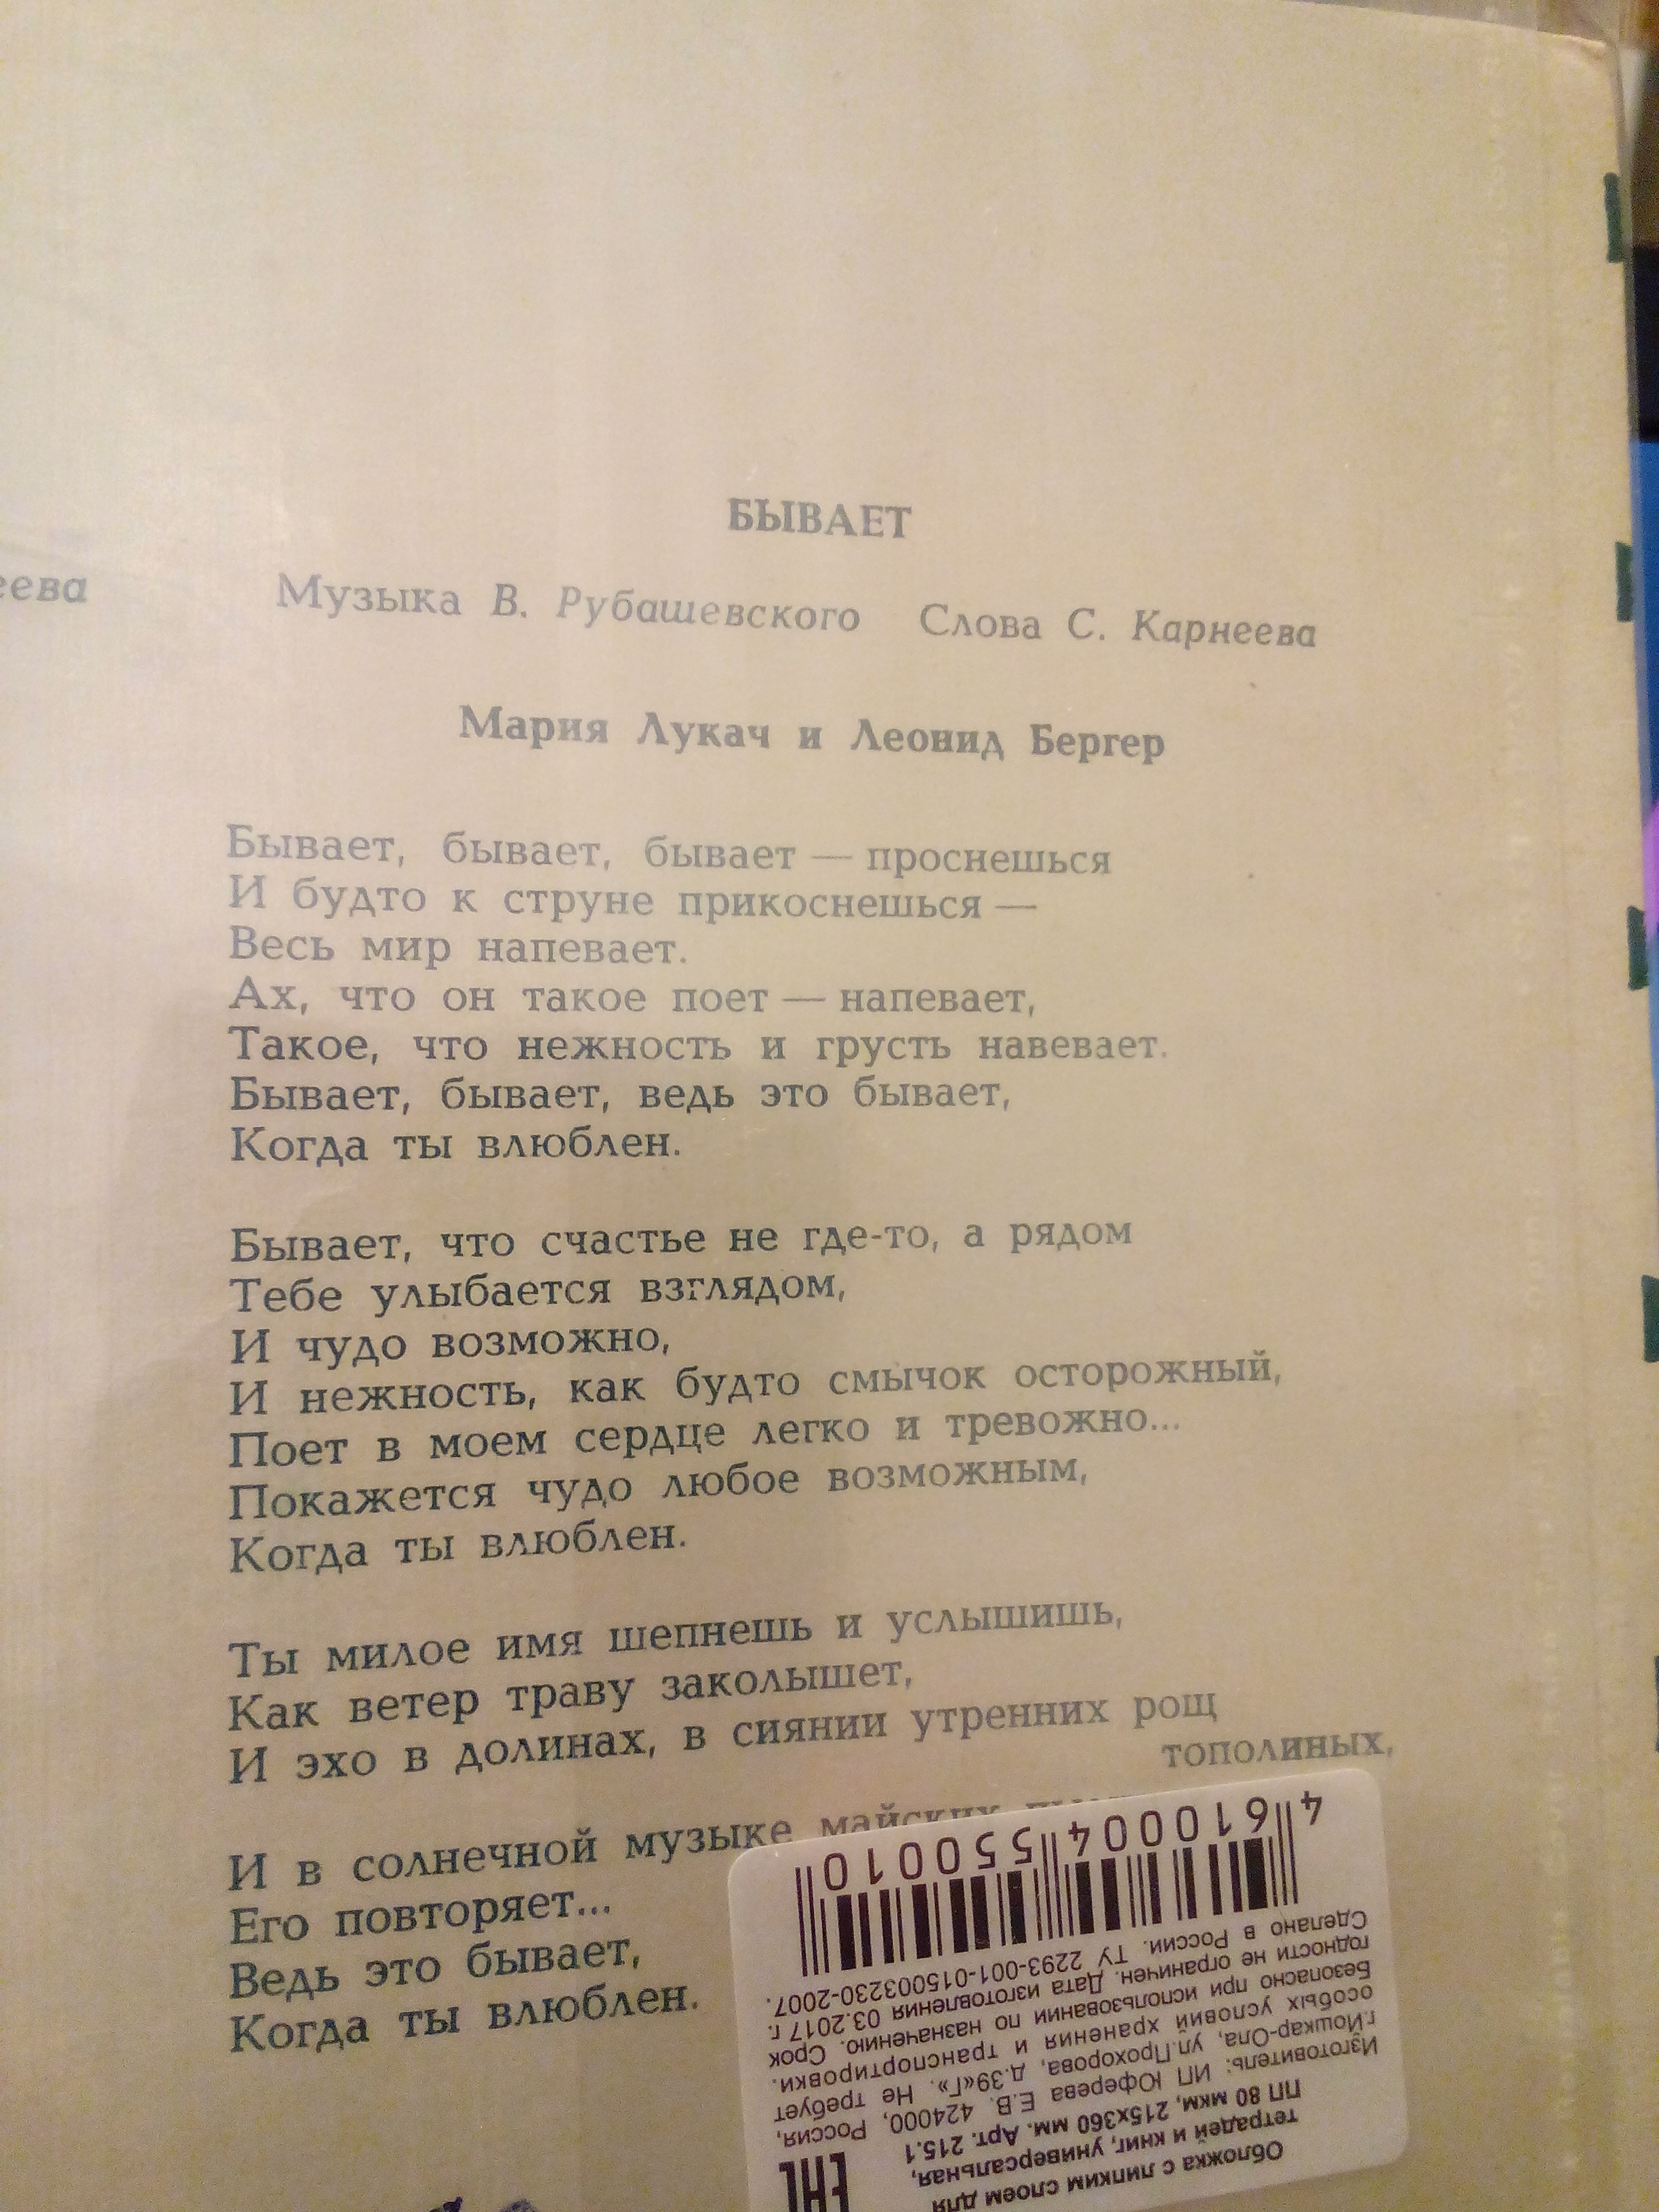 БЫВАЕТ
еева
Музыка В. Рубашевского Слова С. Карнеева
Мария Лукач и Леонид Бергер
Бывает, бывает, бывает — проснешься
И будто к струне прикоснешься —
Весь мир напевает.
Ах, что он такое поет — напевает,
Такое, что нежность и грусть навевает.
Бывает, бывает, ведь это бывает,
Когда ты влюблен.
Бывает, что счастье не где-то, а рядом
Тебе улыбается взглядом,
И чудо возможно,
И нежность, как будто смычок осторожный,
Поет в моем сердце легко и тревожно...
Покажется чудо любое возможным,
Когда ты влюблен.
Ты милое имя шепнешь и услышишь,
Как ветер траву заколышет,
И эхо в долинах, в сиянии утренних рощ
тополиных,
И в солнечной музыке майских
Его повторяет...
Ведь это бывает,
Когда ты влюблен.
Обложка с липким слоем для
тетрадей и книг, универсальная,
ПП 80 мкм, 215х360 мм. Арт. 215.1
Изготовитель: ИП Юферева Е.В. 424000, Россия,
г.Йошкар-Ола, ул.Прохорова, д.39«Г». Не требует
особых условий хранения и транспортировки.
Безопасно при использовании по назначению. Срок
годности не ограничен. Дата изготовления 03.2017 г.
Сделано в России. ТУ 2293-001-015003230-2007.
4 610004 550010
ЕАС